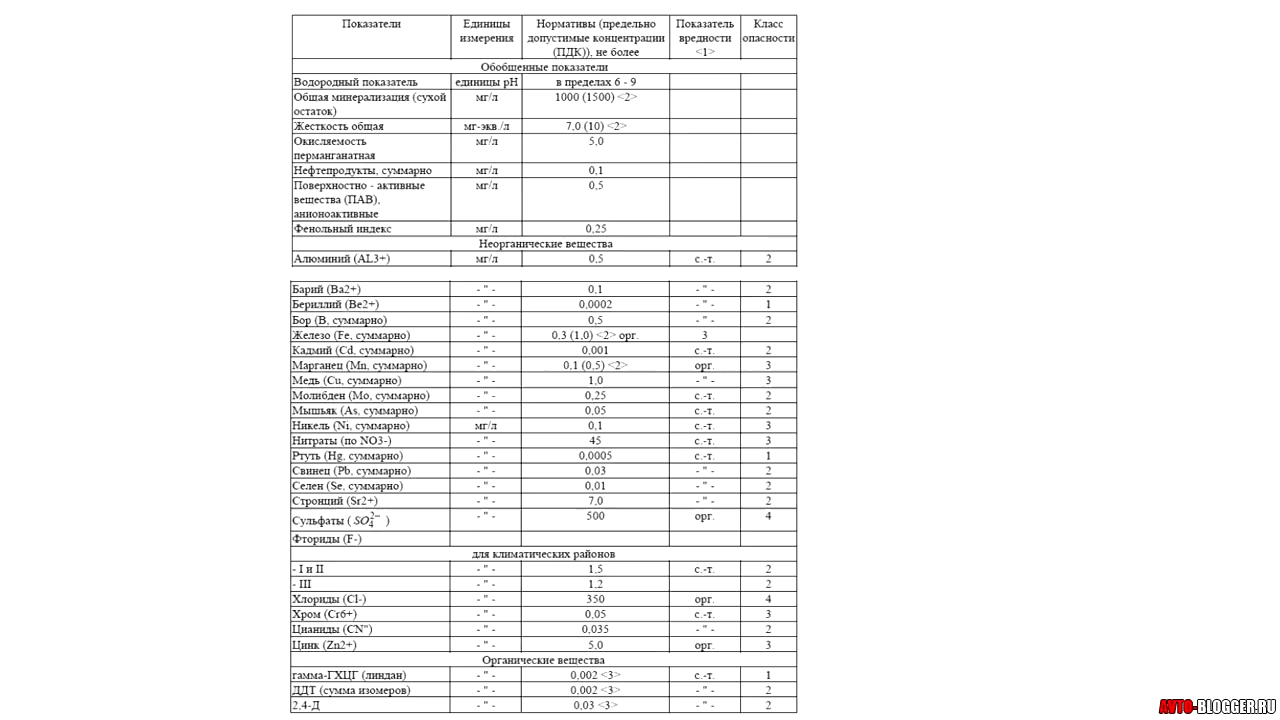 Показатели Единицы Нормативы (предельно Показатель Класс
измерения допустимые концентрации вредности опасности
(ПДК)), не более <1>
Обобщенные показатели
Водородный показатель единицы pH в пределах 6 - 9
Общая минерализация (сухой мг/л 1000 (1500) <2>
остаток)
Жесткость общая мг-экв./л 7,0 (10) <2>
Окисляемость мг/л 5,0
перманганатная
Нефтепродукты, суммарно мг/л 0,1
Поверхностно - активные мг/л 0,5
вещества (ПАВ),
анионоактивные
Фенольный индекс мг/л 0,25
Неорганические вещества
Алюминий (AL3+) мг/л 0,5 с.-т. 2
Барий (Ba2+) - " - 0,1 - " - 2
Бериллий (Be2+) - " - 0,0002 - " - 1
Бор (B, суммарно) - " - 0,5 - " - 2
Железо (Fe, суммарно) - " - 0,3 (1,0) <2> орг. 3
Кадмий (Cd, суммарно) - " - 0,001 с.-т. 2
Марганец (Mn, суммарно) - " - 0,1 (0,5) <2> орг. 3
Медь (Cu, суммарно) - " - 1,0 - " - 3
Молибден (Mo, суммарно) - " - 0,25 с.-т. 2
Мышьяк (As, суммарно) - " - 0,05 с.-т. 2
Никель (Ni, суммарно) мг/л 0,1 с.-т. 3
Нитраты (по NO3-) - " - 45 с.-т. 3
Ртуть (Hg, суммарно) - " - 0,0005 с.-т. 1
Свинец (Pb, суммарно) - " - 0,03 - " - 2
Селен (Se, суммарно) - " - 0,01 - " - 2
Стронций (Sr2+) - " - 7,0 - " - 2
Сульфаты ( SO₄²⁻ ) - " - 500 орг. 4
Фториды (F-)
для климатических районов
- I и II - " - 1,5 с.-т. 2
- III - " - 1,2 2
Хлориды (Cl-) - " - 350 орг. 4
Хром (Cr6+) - " - 0,05 с.-т. 3
Цианиды (CN") - " - 0,035 - " - 2
Цинк (Zn2+) - " - 5,0 орг. 3
Органические вещества
гамма-ГХЦГ (линдан) - " - 0,002 <3> с.-т. 1
ДДТ (сумма изомеров) - " - 0,002 <3> - " - 2
2,4-Д - " - 0,03 <3> - " - 2
AVTO-BLOGGER.RU